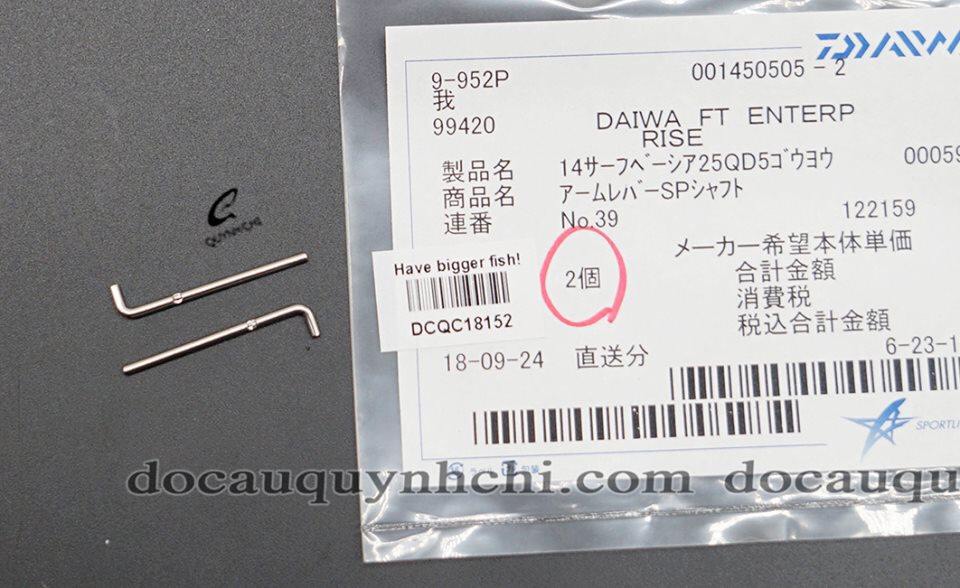 DAIWA
9-952P
001450505 - 2
我
99420
DAIWA FT ENTERP
RISE
製品名 14サーフベーシア25QD5ゴウヨウ
00059
商品名 アームレバーSPシャフト
連番 No.39
122159
メーカー希望本体単価
2個
合計金額
消費税
税込合計金額
18-09-24 直送分
6-23-1
Have bigger fish!
DCQC18152
QUYNHCHI
SPORTLI
docauquynhchi.com docauq